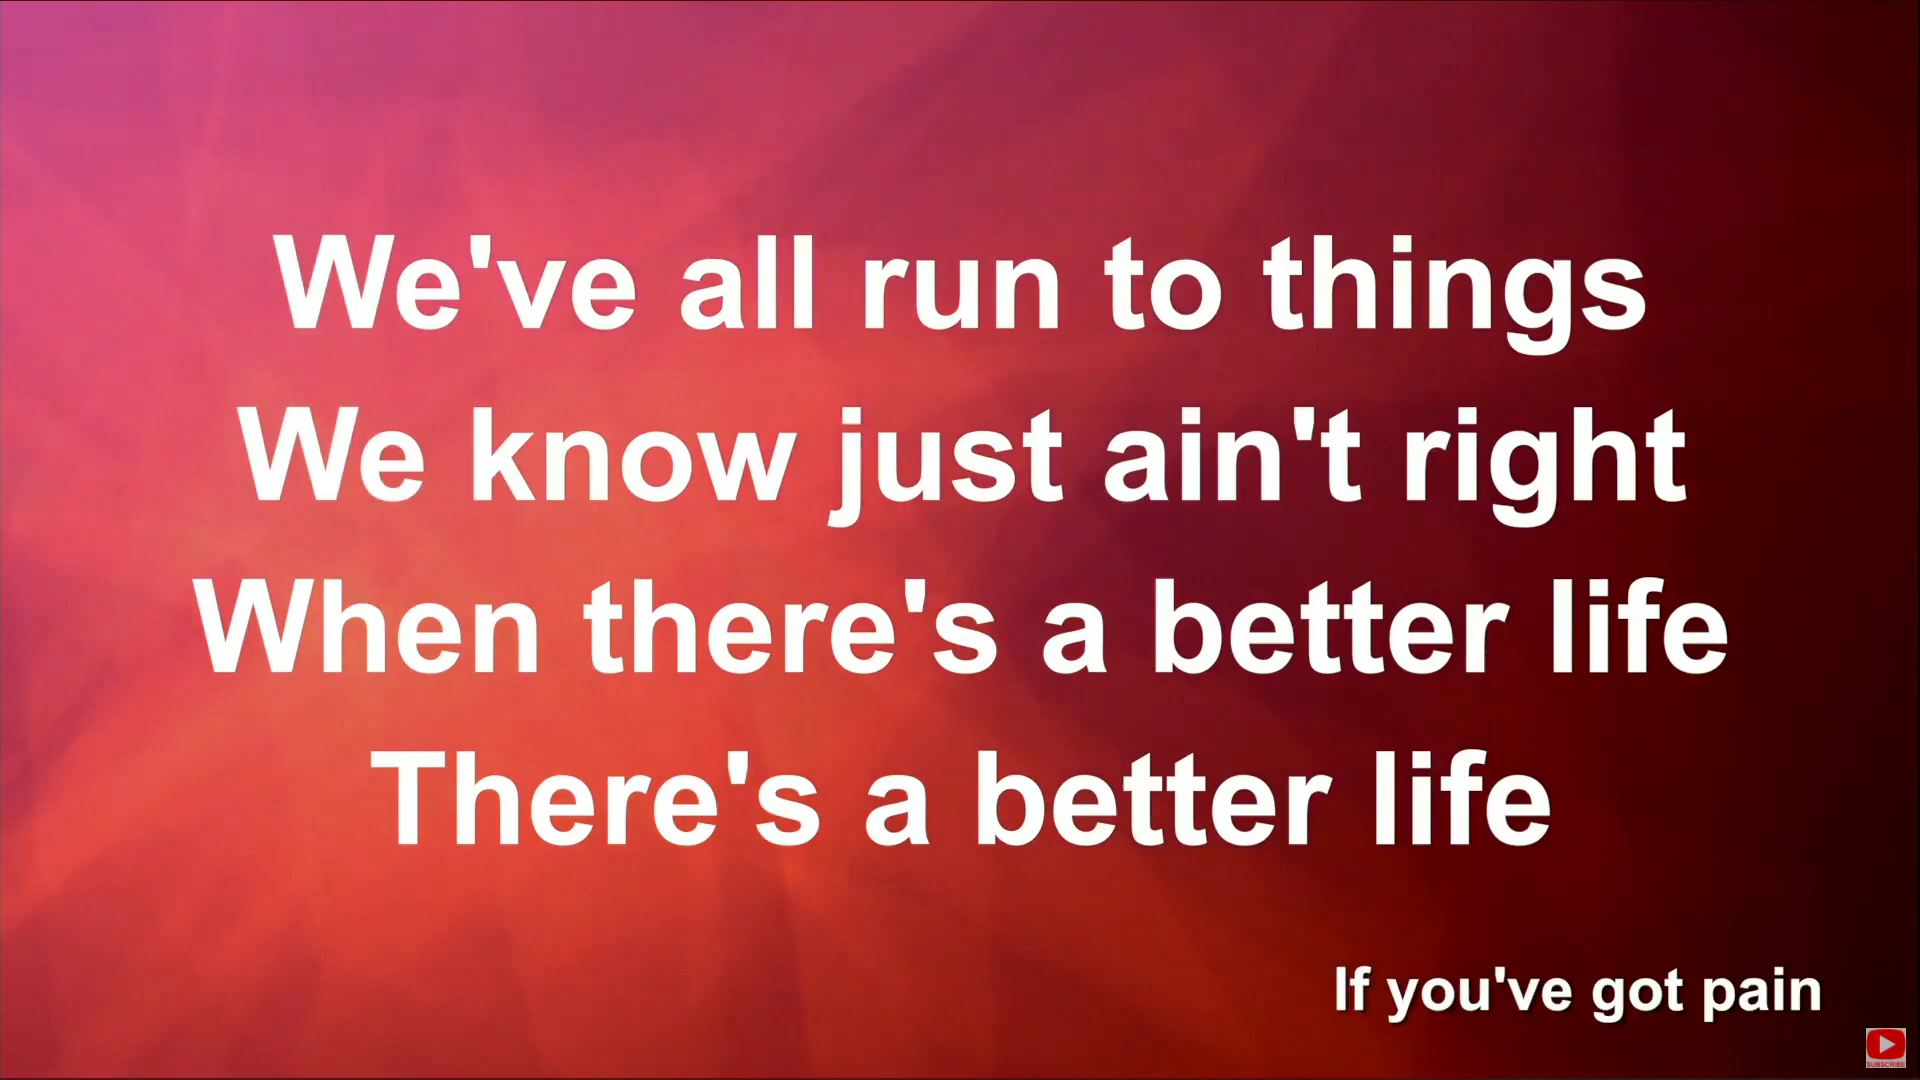 We've all run to things
We know just ain't right
When there's a better life
There's a better life
If you've got pain
SUBSCRIBE